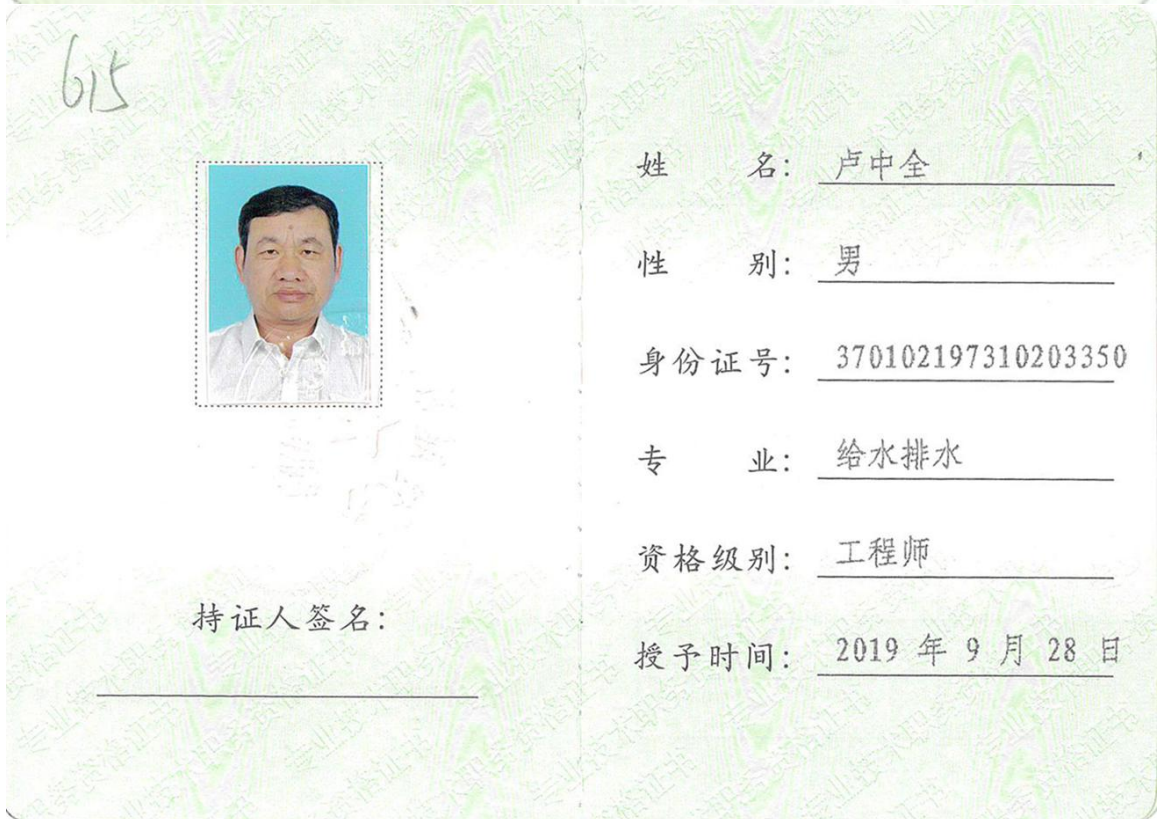 615
持证人签名：
姓 名： 卢中全
性 别： 男
身份证号： 370102197310203350
专 业： 给水排水
资格级别： 工程师
授予时间： 2019 年 9 月 28 日